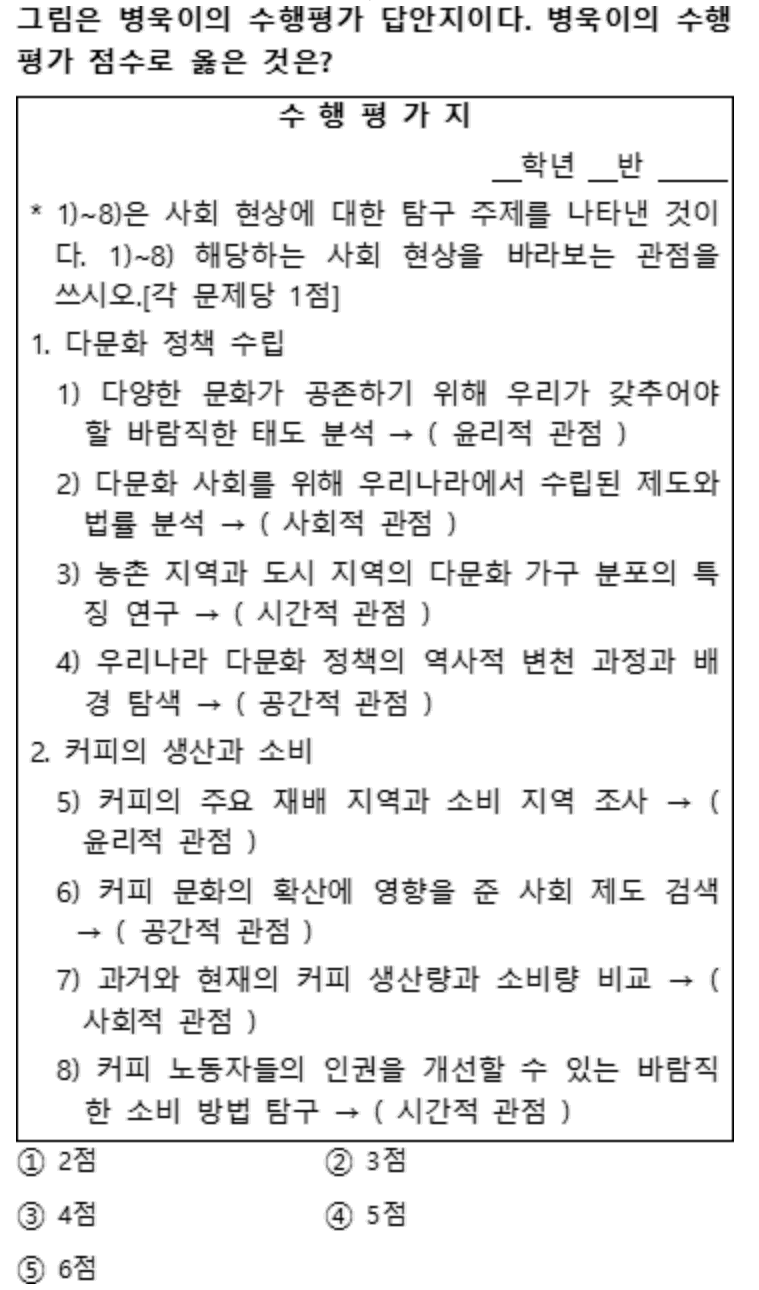 그림은 병욱이의 수행평가 답안지이다. 병욱이의 수행
평가 점수로 옳은 것은?
수 행 평 가 지
__학년 __반 _____
* 1)~8)은 사회 현상에 대한 탐구 주제를 나타낸 것이
다. 1)~8) 해당하는 사회 현상을 바라보는 관점을
쓰시오.[각 문제당 1점]
1. 다문화 정책 수립
1) 다양한 문화가 공존하기 위해 우리가 갖추어야
할 바람직한 태도 분석 → ( 윤리적 관점 )
2) 다문화 사회를 위해 우리나라에서 수립된 제도와
법률 분석 → ( 사회적 관점 )
3) 농촌 지역과 도시 지역의 다문화 가구 분포의 특
징 연구 → ( 시간적 관점 )
4) 우리나라 다문화 정책의 역사적 변천 과정과 배
경 탐색 → ( 공간적 관점 )
2. 커피의 생산과 소비
5) 커피의 주요 재배 지역과 소비 지역 조사 → (
윤리적 관점 )
6) 커피 문화의 확산에 영향을 준 사회 제도 검색
→ ( 공간적 관점 )
7) 과거와 현재의 커피 생산량과 소비량 비교 → (
사회적 관점 )
8) 커피 노동자들의 인권을 개선할 수 있는 바람직
한 소비 방법 탐구 → ( 시간적 관점 )
① 2점 ② 3점
③ 4점 ④ 5점
⑤ 6점